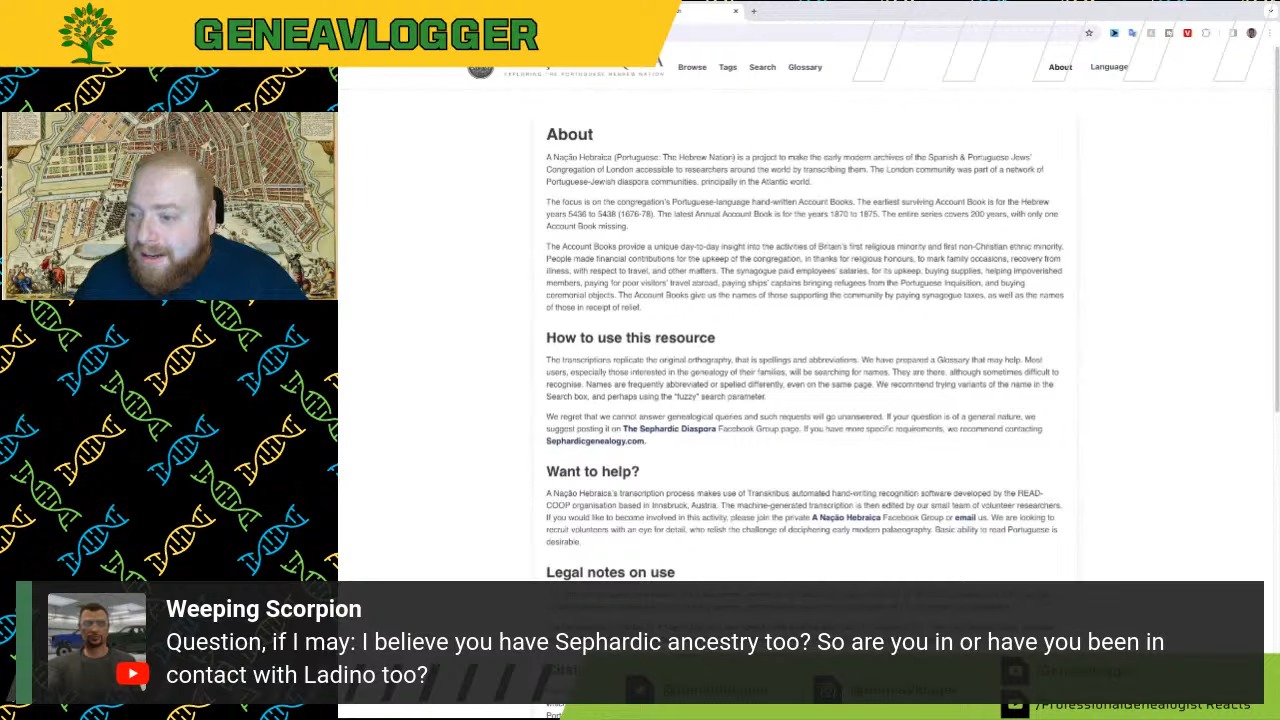 GENEAVLOGGER
EXPLORING THE PORTUGUESE HEBREW NATION
Browse Tags Search Glossary About Language
About
A Nação Hebraica (Portuguese: The Hebrew Nation) is a project to make the early modern archives of the Spanish & Portuguese Jews'
Congregation of London accessible to researchers around the world by transcribing them. The London community was part of a network of
Portuguese-Jewish diaspora communities, principally in the Atlantic world.
The focus is on the congregation's Portuguese-language hand-written Account Books. The earliest surviving Account Book is for the Hebrew
years 5436 to 5438 (1676-78). The latest Annual Account Book is for the years 1870 to 1875. The entire series covers 200 years, with only one
Account Book missing.
The Account Books provide a unique day-to-day insight into the activities of Britain's first religious minority and first non-Christian ethnic minority.
People made financial contributions for the upkeep of the congregation, in thanks for religious honours, to mark family occasions, recovery from
illness, with respect to travel, and other matters. The synagogue paid employees' salaries, for its upkeep, buying supplies, helping impoverished
members, paying for poor visitors' travel abroad, paying ships' captains bringing refugees from the Portuguese Inquisition, and buying
ceremonial objects. The Account Books give us the names of those supporting the community by paying synagogue taxes, as well as the names
of those in receipt of relief.
How to use this resource
The transcriptions replicate the original orthography, that is spellings and abbreviations. We have prepared a Glossary that may help. Most
users, especially those interested in the genealogy of their families, will be searching for names. They are there, although sometimes difficult to
recognise. Names are frequently abbreviated or spelled differently, even on the same page. We recommend trying variants of the name in the
Search box, and perhaps using the "fuzzy" search parameter.
We regret that we cannot answer genealogical queries and such requests will go unanswered. If your question is of a general nature, we
suggest posting it on The Sephardic Diaspora Facebook Group page. If you have more specific requirements, we recommend contacting
Sephardicgenealogy.com.
Want to help?
A Nação Hebraica's transcription process makes use of Transkribus automated hand-writing recognition software developed by the READ-
COOP organisation based in Innsbruck, Austria. The machine-generated transcription is then edited by our small team of volunteer researchers.
If you would like to become involved in this activity, please join the private A Nação Hebraica Facebook Group or email us. We are looking to
recruit volunteers with an eye for detail, who relish the challenge of deciphering early modern palaeography. Basic ability to read Portuguese is
desirable.
Legal notes on use
Weeping Scorpion
Question, if I may: I believe you have Sephardic ancestry too? So are you in or have you been in
contact with Ladino too?
/Geneavlogger
/ProfessionalGenealogist Reacts